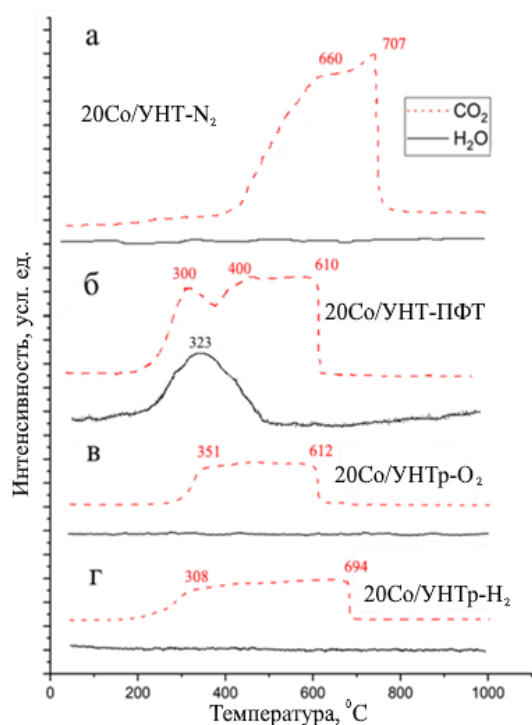 а
707
660
20Co/УНТ-N₂
CO₂
H₂O
б
300
400
610
20Co/УНТ-ПФТ
323
в
351
612
20Co/УНТр-O₂
г
308
694
20Co/УНТр-H₂
Интенсивность, усл. ед.
0 200 400 600 800 1000
Температура, ⁰С